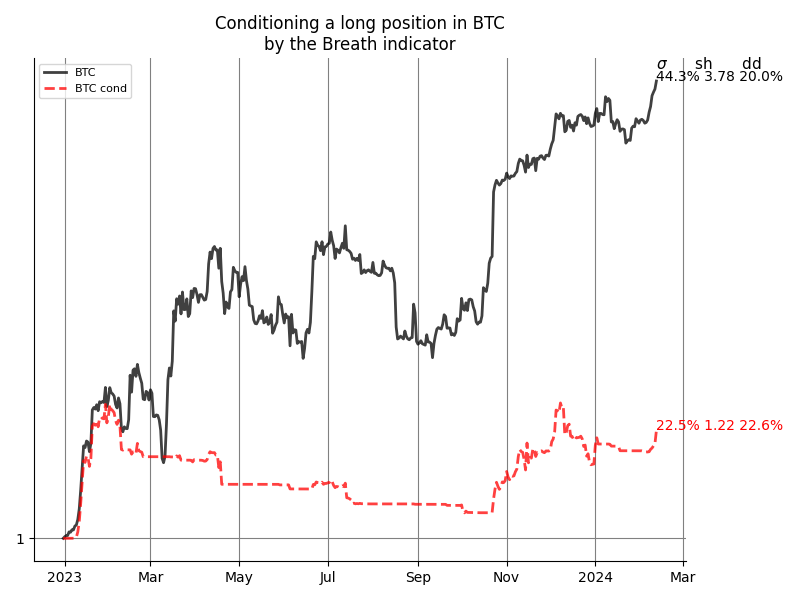 Conditioning a long position in BTC
by the Breath indicator
BTC
BTC cond
σ sh dd
44.3% 3.78 20.0%
22.5% 1.22 22.6%
1
2023 Mar May Jul Sep Nov 2024 Mar